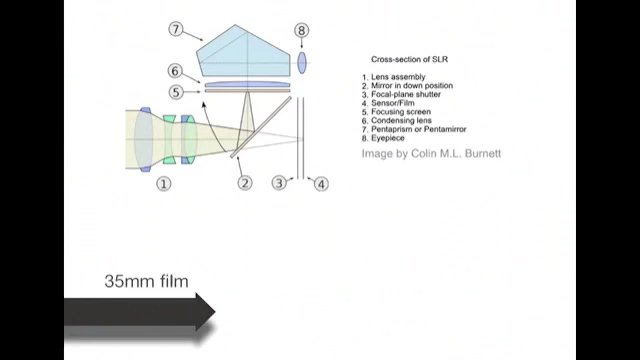 7
8
Cross-section of SLR
6
1. Lens assembly
2. Mirror in down position
3. Focal-plane shutter
4. Sensor/Film
5. Focusing screen
6. Condensing lens
7. Pentaprism or Pentamirror
8. Eyepiece
5
Image by Colin M.L. Burnett
1
2
3
4
35mm film